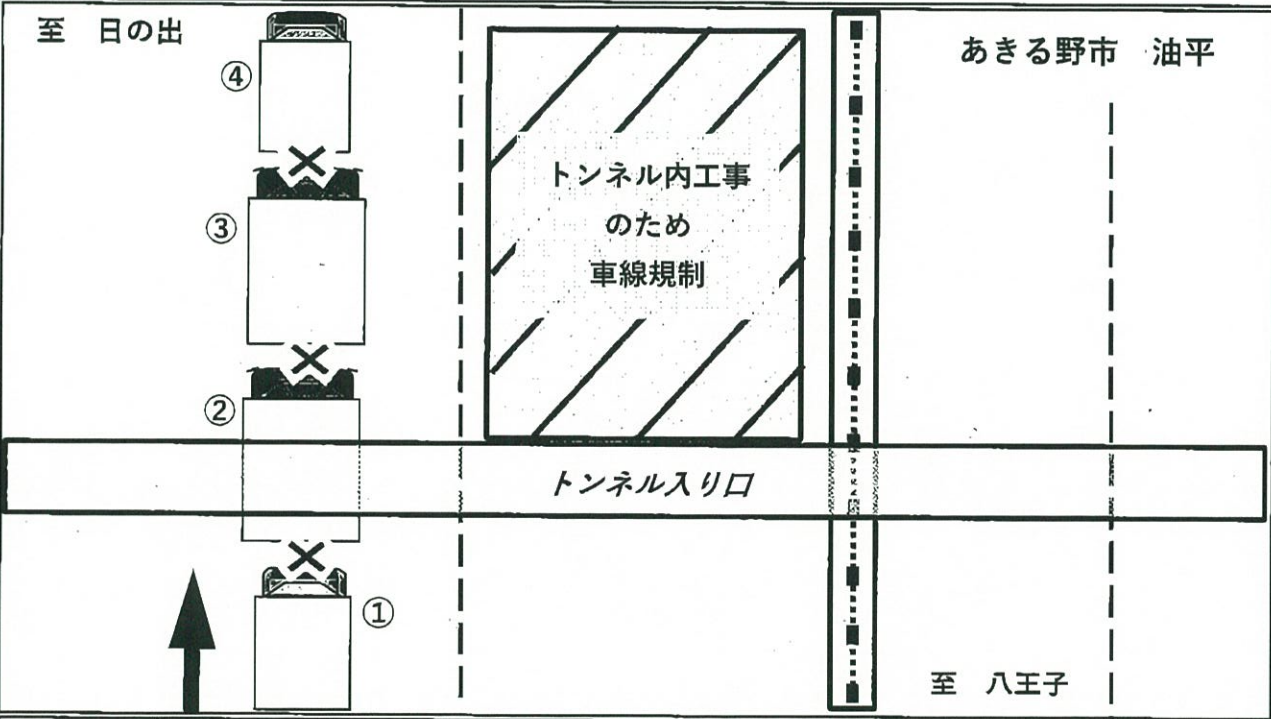 至 日の出
あきる野市 油平
④
トンネル内工事
のため
車線規制
③
②
トンネル入り口
①
至 八王子